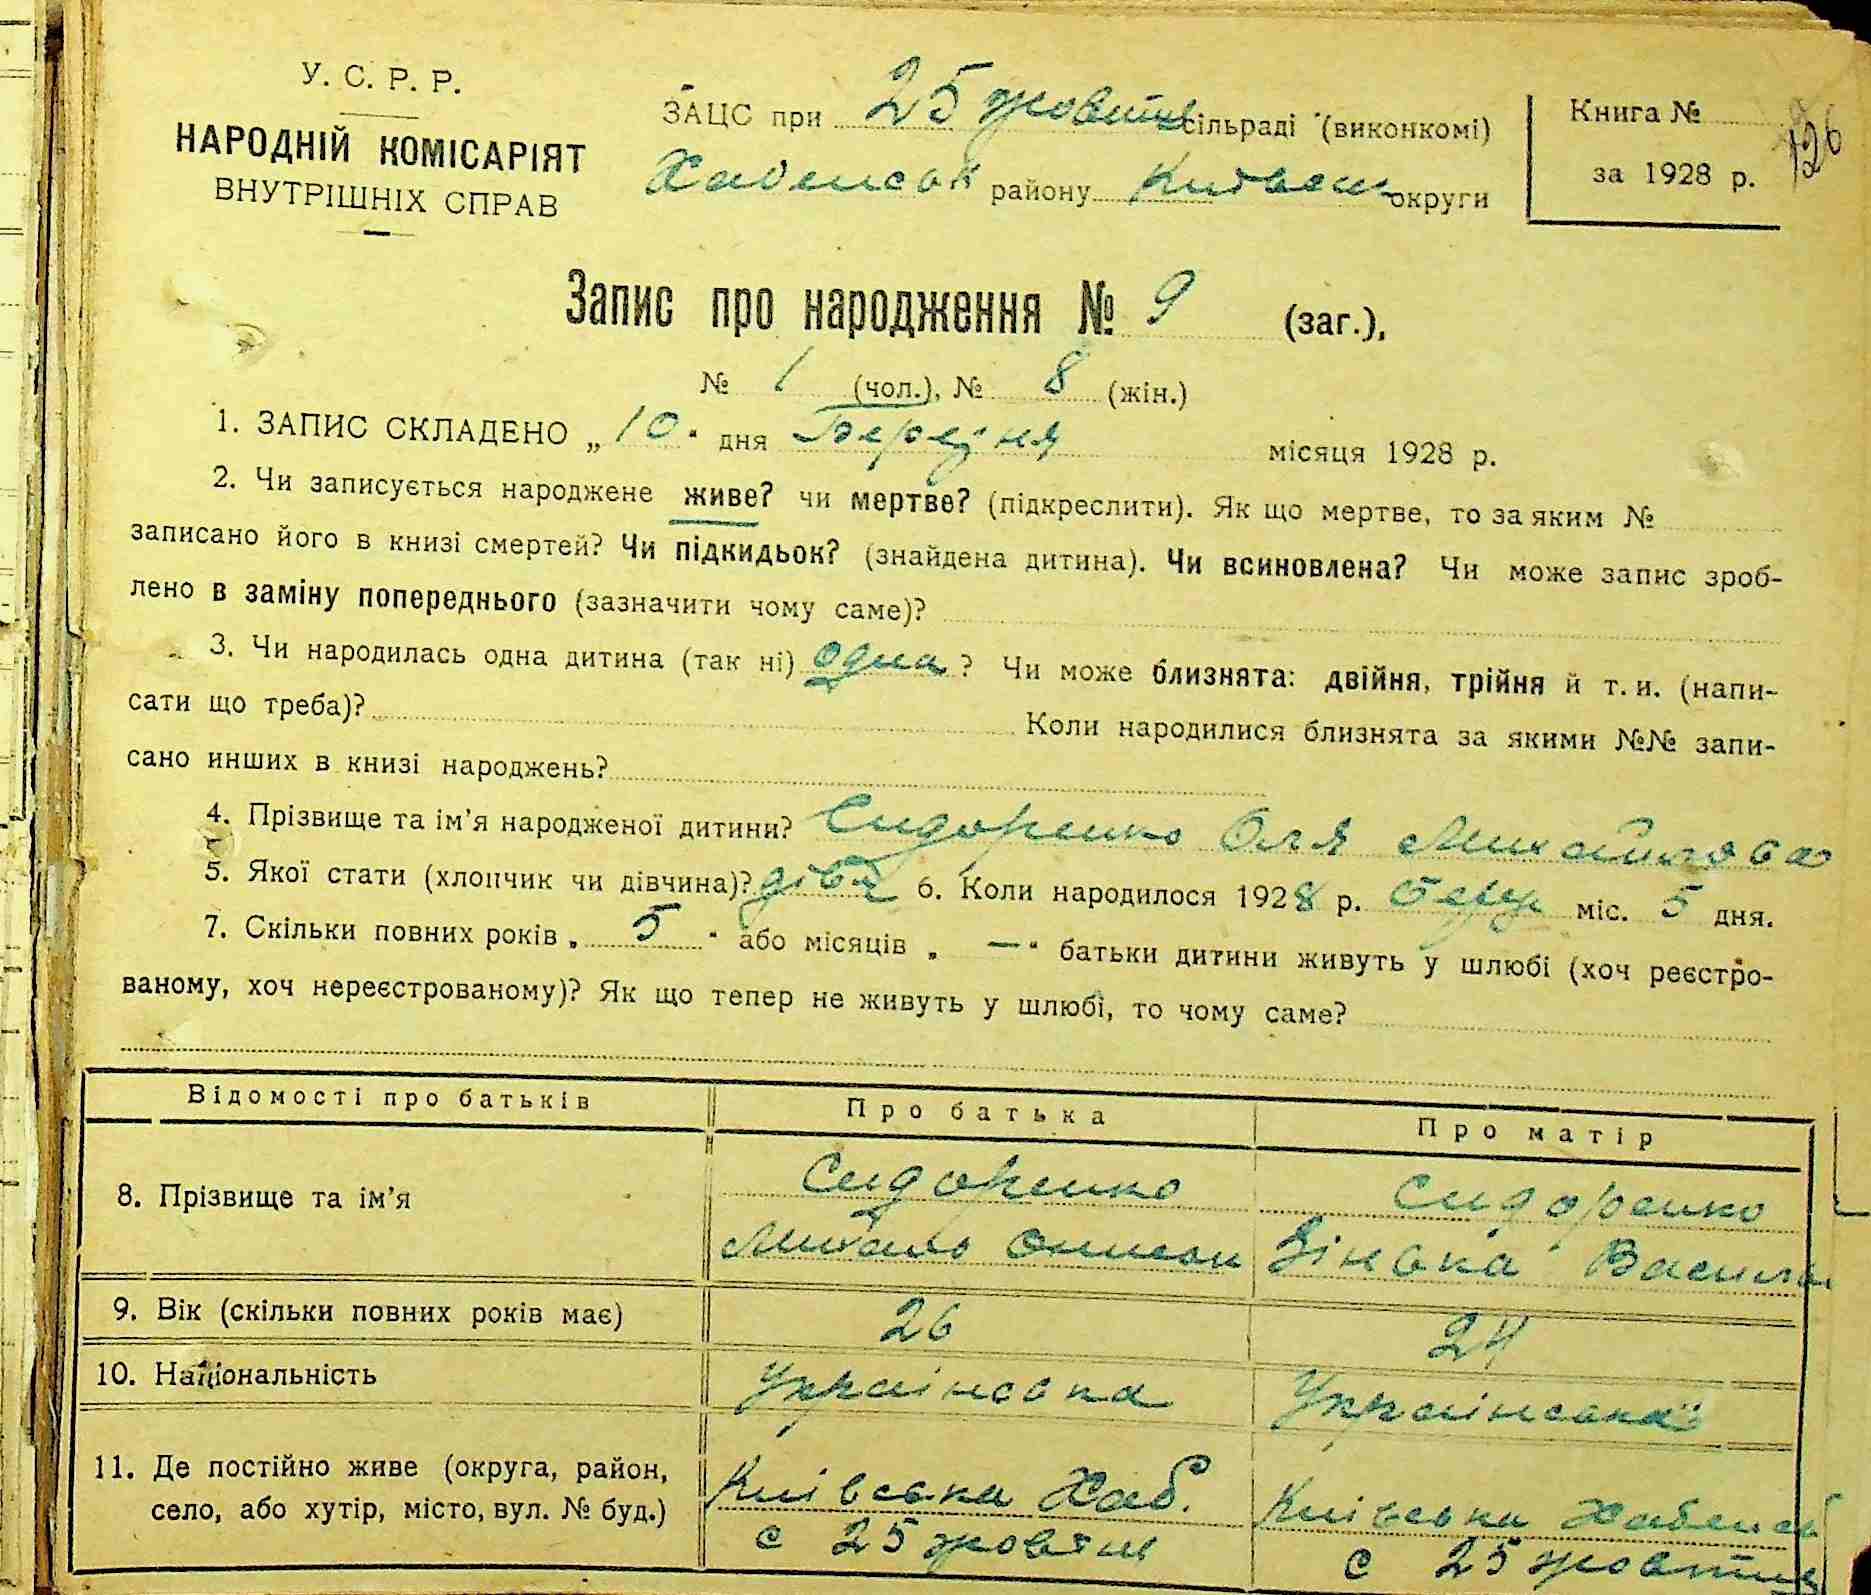 У. С. Р. Р.
НАРОДНІЙ КОМІСАРІЯТ
ВНУТРІШНІХ СПРАВ
ЗАЦС при 25 жовтня сільраді (виконкомі)
Хабенськ району Київськ округи
Книга №
за 1928 р.
126
Запис про народження № 9 (заг.),
№ 1 (чол.), № 8 (жін.)
1. ЗАПИС СКЛАДЕНО „10“ дня Березня місяця 1928 р.
2. Чи записується народжене живе? чи мертве? (підкреслити). Як що мертве, то за яким №
записано його в книзі смертей? Чи підкидьок? (знайдена дитина). Чи всиновлена? Чи може запис зроб-
лено в заміну попереднього (зазначити чому саме)?
3. Чи народилась одна дитина (так ні) одна? Чи може близнята: двійня, трійня й т. и. (напи-
сати що треба)? Коли народилися близнята за якими №№ запи-
сано инших в книзі народжень?
4. Прізвище та ім'я народженої дитини? Сидоренко Оля Михайлова
5. Якої стати (хлопчик чи дівчина)? дівч 6. Коли народилося 1928 р. берез міс. 5 дня.
7. Скільки повних років „5“ або місяців „—“ батьки дитини живуть у шлюбі (хоч реєстро-
ваному, хоч нереєстрованому)? Як що тепер не живуть у шлюбі, то чому саме?
Відомості про батьків Про батька Про матір
8. Прізвище та ім'я Сидоренко Сидоренко
Зінька Василів
9. Вік (скільки повних років має) 26 24
10. Національність Українська Українська
11. Де постійно живе (округа, район, Київська Хаб. Київська Хабенськ
село, або хутір, місто, вул. № буд.) с 25 жовтня с 25 жовтня